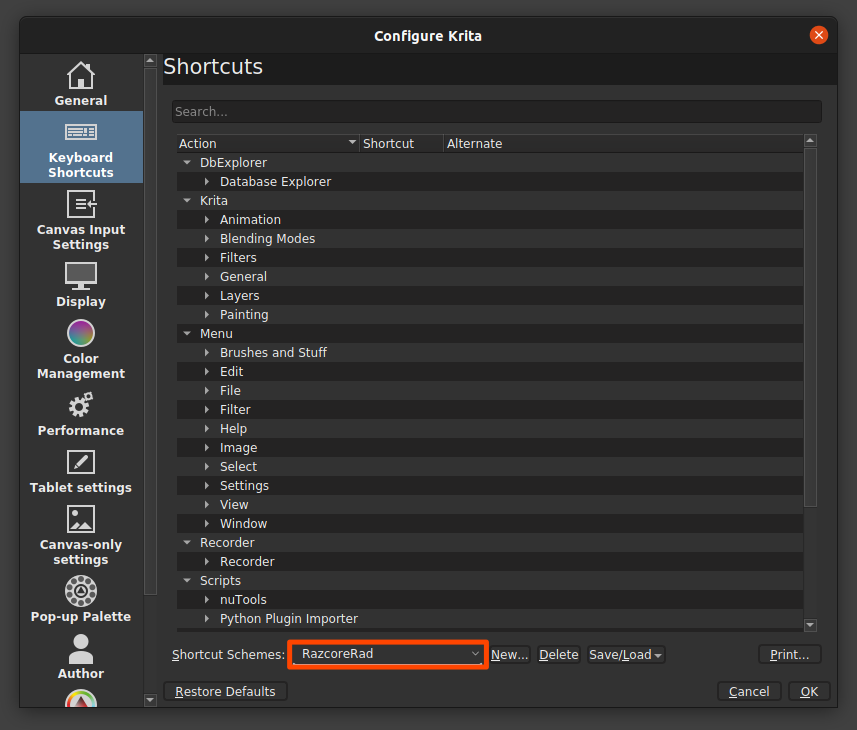 Configure Krita
General
Keyboard
Shortcuts
Canvas Input
Settings
Display
Color
Management
Performance
Tablet settings
Canvas-only
settings
Pop-up Palette
Author
Shortcuts
Search...
Action Shortcut Alternate
DbExplorer
Database Explorer
Krita
Animation
Blending Modes
Filters
General
Layers
Painting
Menu
Brushes and Stuff
Edit
File
Filter
Help
Image
Select
Settings
View
Window
Recorder
Recorder
Scripts
nuTools
Python Plugin Importer
Shortcut Schemes: RazcoreRad New... Delete Save/Load Print...
Restore Defaults Cancel OK